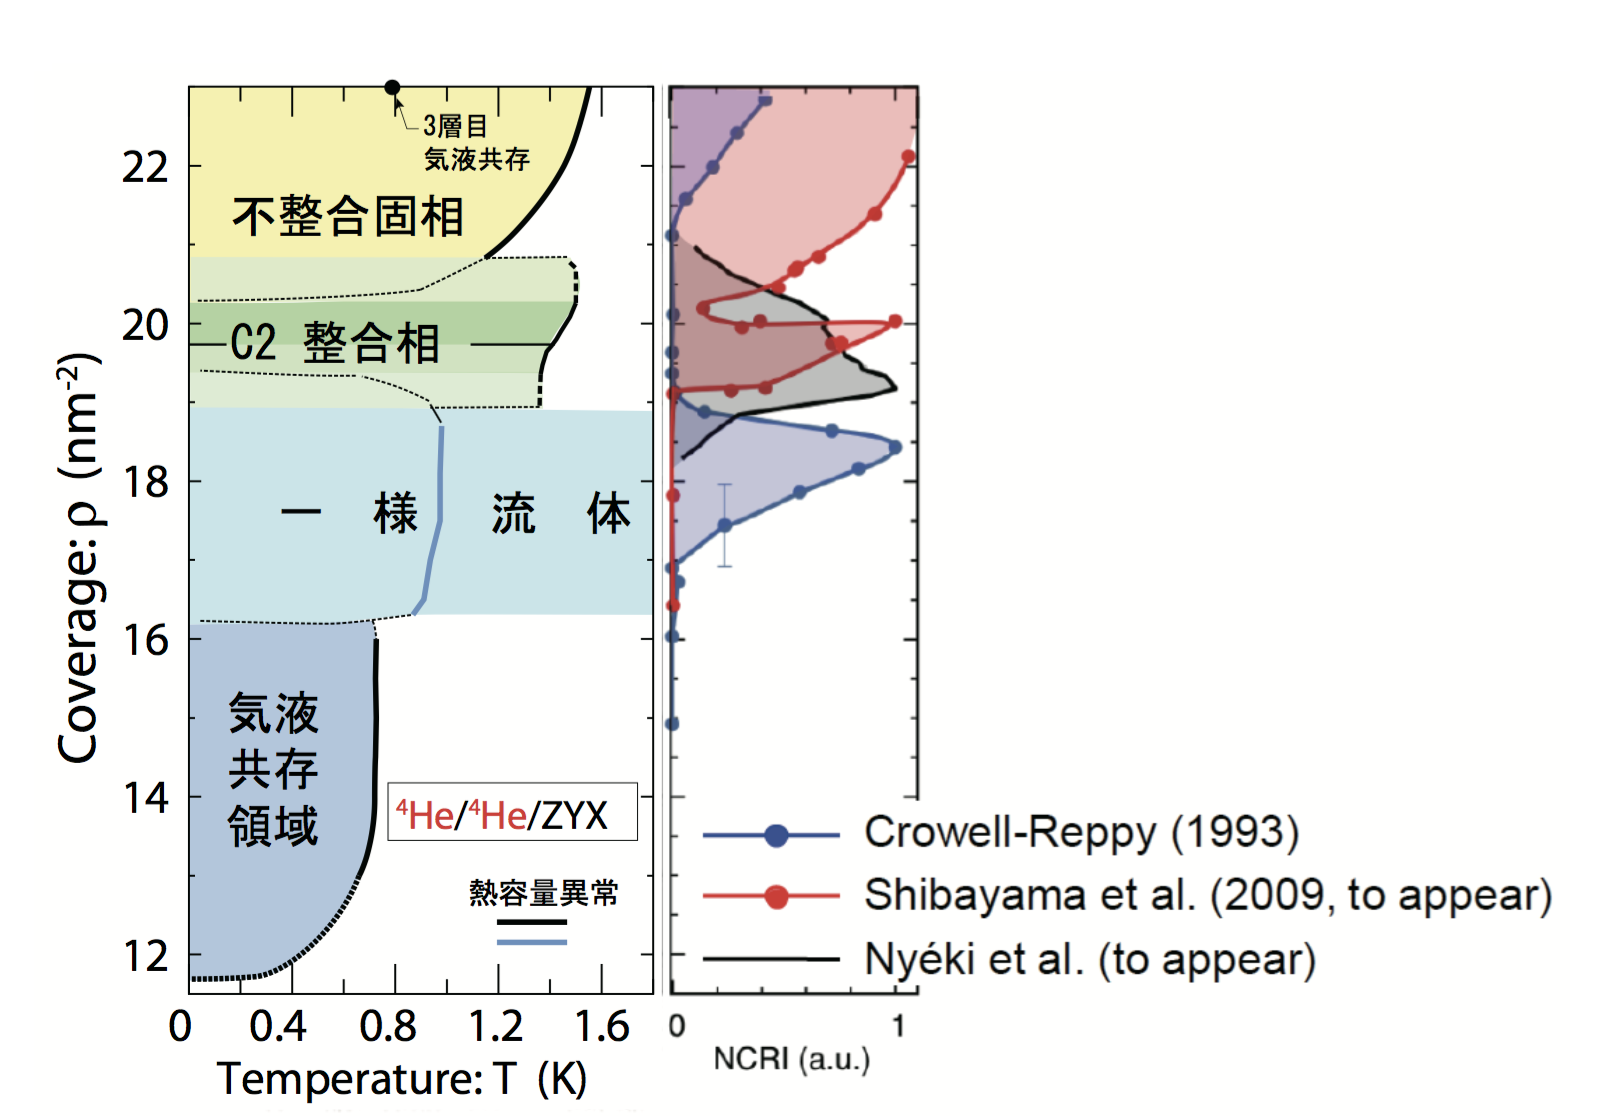 3層目
気液共存
不整合固相
C2 整合相
一 様 流 体
気液
共存
領域
⁴He/⁴He/ZYX
熱容量異常
Coverage: ρ (nm⁻²)
22
20
18
16
14
12
0 0.4 0.8 1.2 1.6
Temperature: T (K)
Crowell-Reppy (1993)
Shibayama et al. (2009, to appear)
Nyéki et al. (to appear)
0 1
NCRI (a.u.)